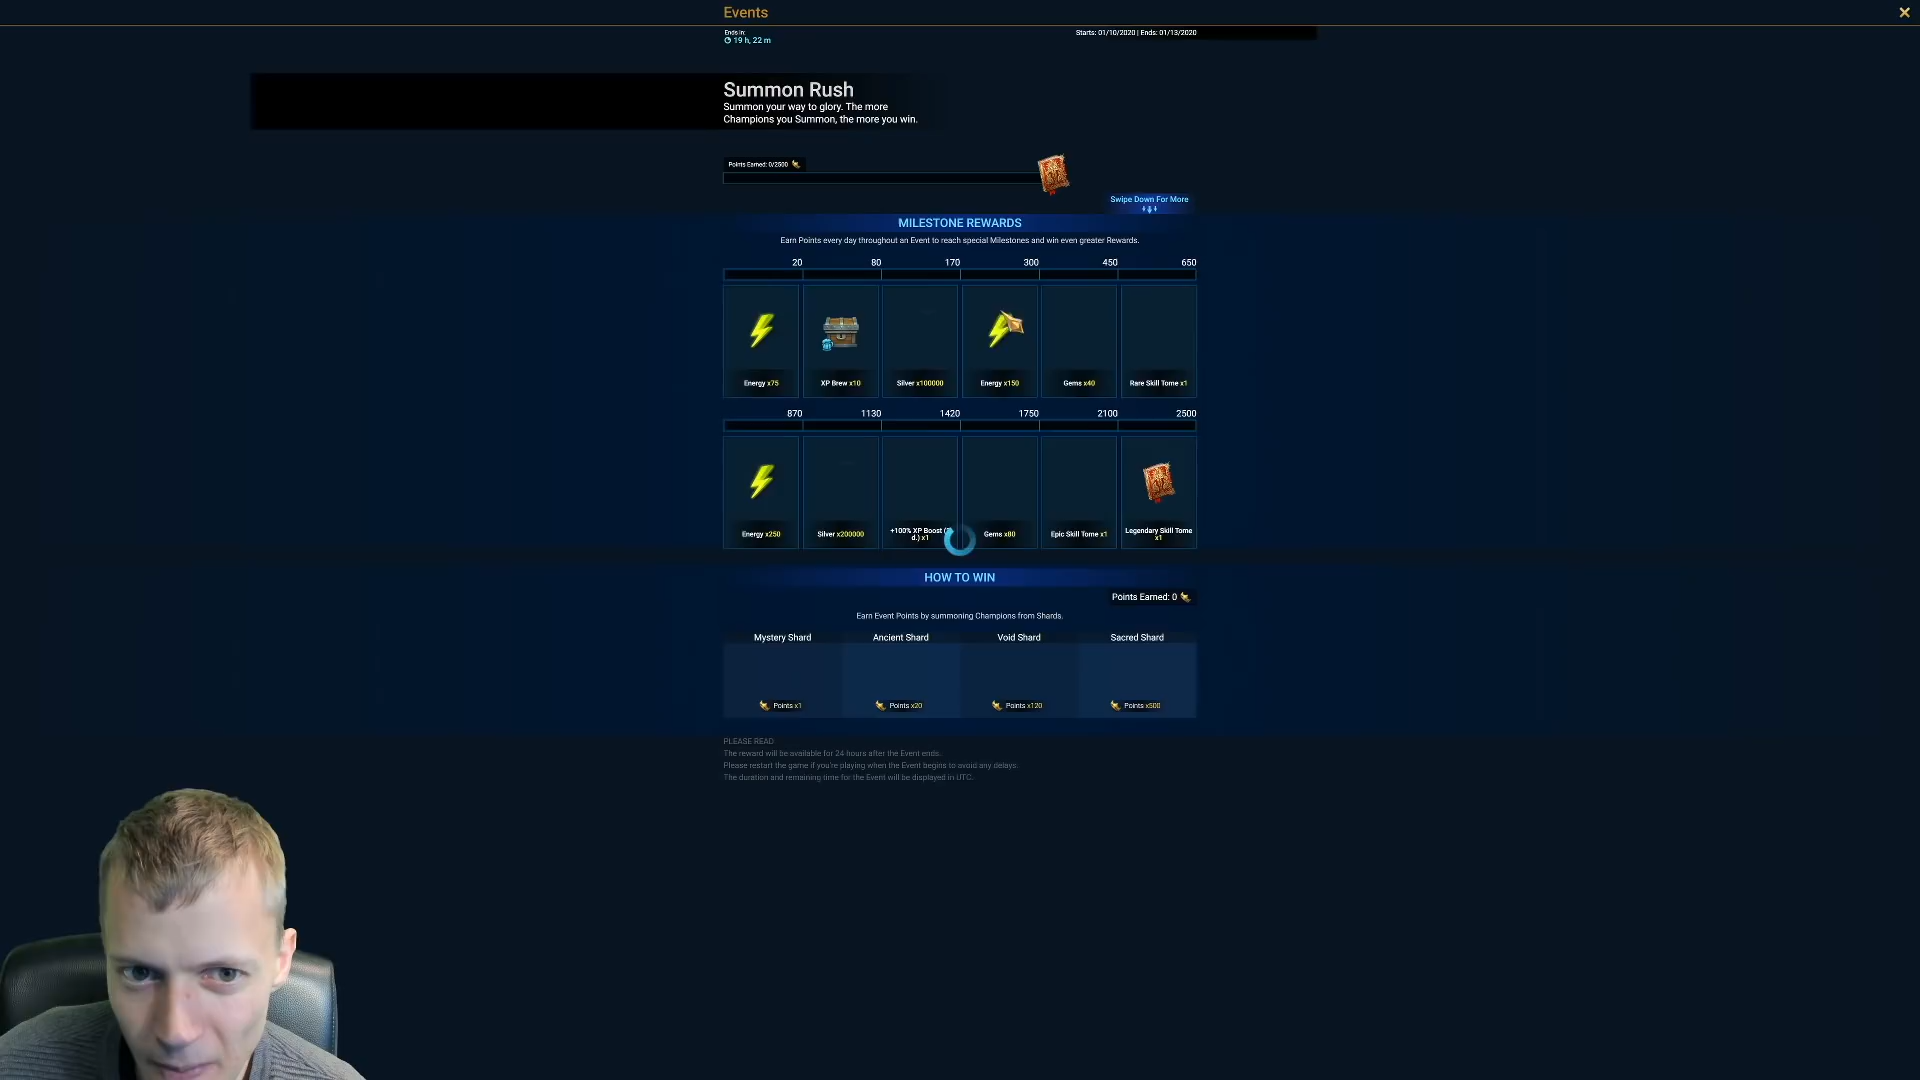 Events
Ends in:
19 h, 22 m
Starts: 01/10/2020 | Ends: 01/13/2020
Summon Rush
Summon your way to glory. The more
Champions you Summon, the more you win.
Points Earned: 0/2500
Swipe Down For More
MILESTONE REWARDS
Earn Points every day throughout an Event to reach special Milestones and win even greater Rewards.
20 80 170 300 450 650
Energy x75 XP Brew x10 Silver x100000 Energy x150 Gems x40 Rare Skill Tome x1
870 1130 1420 1750 2100 2500
Energy x250 Silver x200000 +100% XP Boost ( d.) x1 Gems x80 Epic Skill Tome x1 Legendary Skill Tome x1
HOW TO WIN
Points Earned: 0
Earn Event Points by summoning Champions from Shards.
Mystery Shard Ancient Shard Void Shard Sacred Shard
Points x1 Points x20 Points x120 Points x500
PLEASE READ
The reward will be available for 24 hours after the Event ends.
Please restart the game if you're playing when the Event begins to avoid any delays.
The duration and remaining time for the Event will be displayed in UTC.